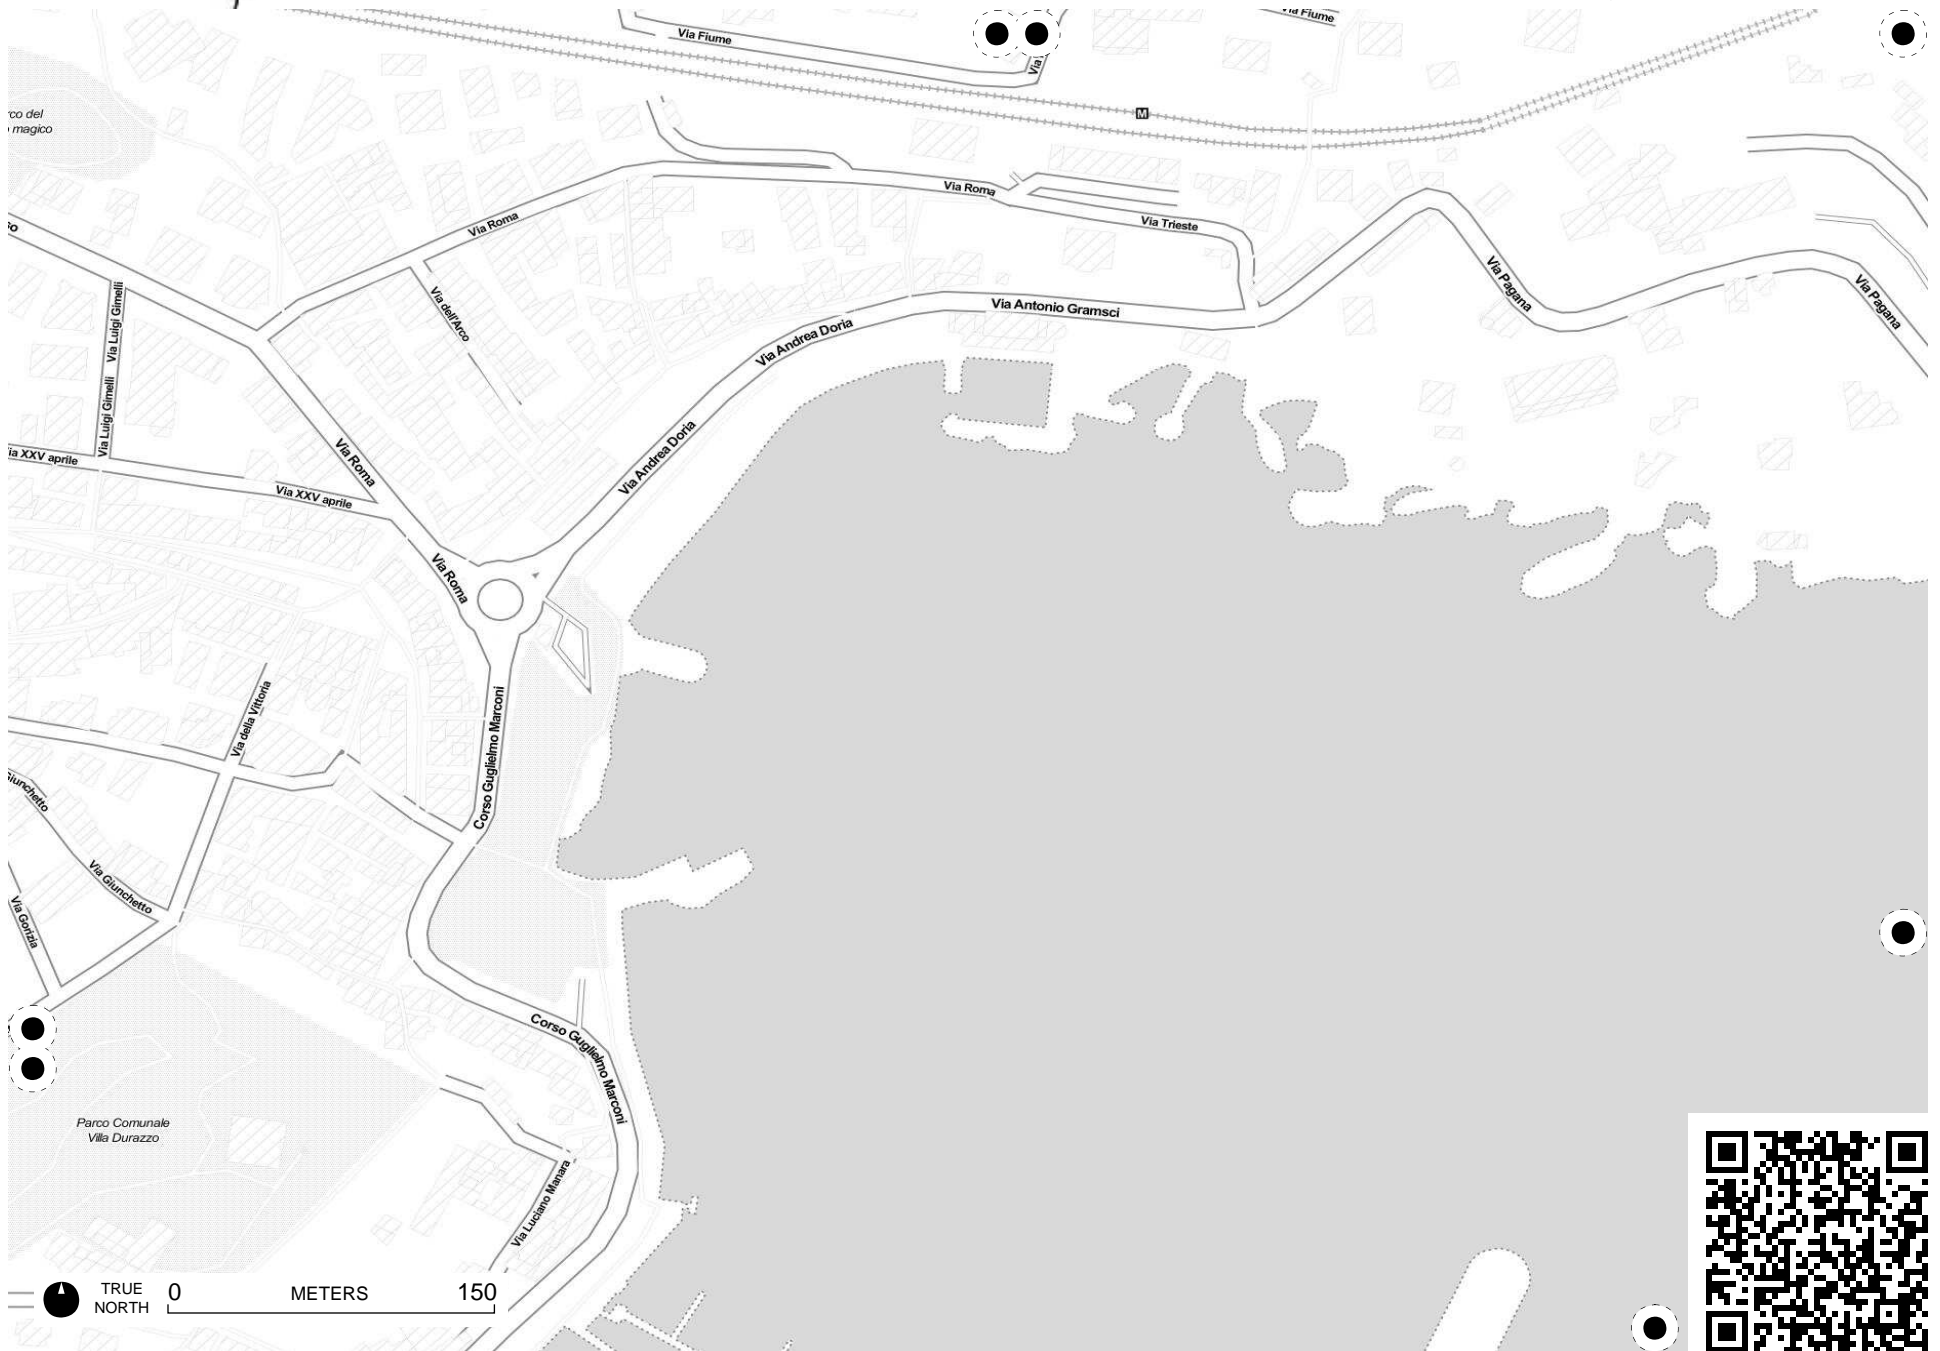 Via Fiume
Via Fiume
Via
M
rco del
magico
Via Roma
Via Roma
Via Trieste
Via Luigi Gimelli
Via Luigi Gimelli
Via dell'Arco
Via Pagana
Via Pagana
Via Antonio Gramsci
Via Andrea Doria
Via Andrea Doria
Via Roma
ia XXV aprile
Via XXV aprile
Via Roma
Via della Vittoria
Corso Guglielmo Marconi
Giunchetto
Via Giunchetto
Via Gorizia
Corso Guglielmo Marconi
Parco Comunale
Villa Durazzo
Via Luciano Manara
TRUE
NORTH
0 METERS 150